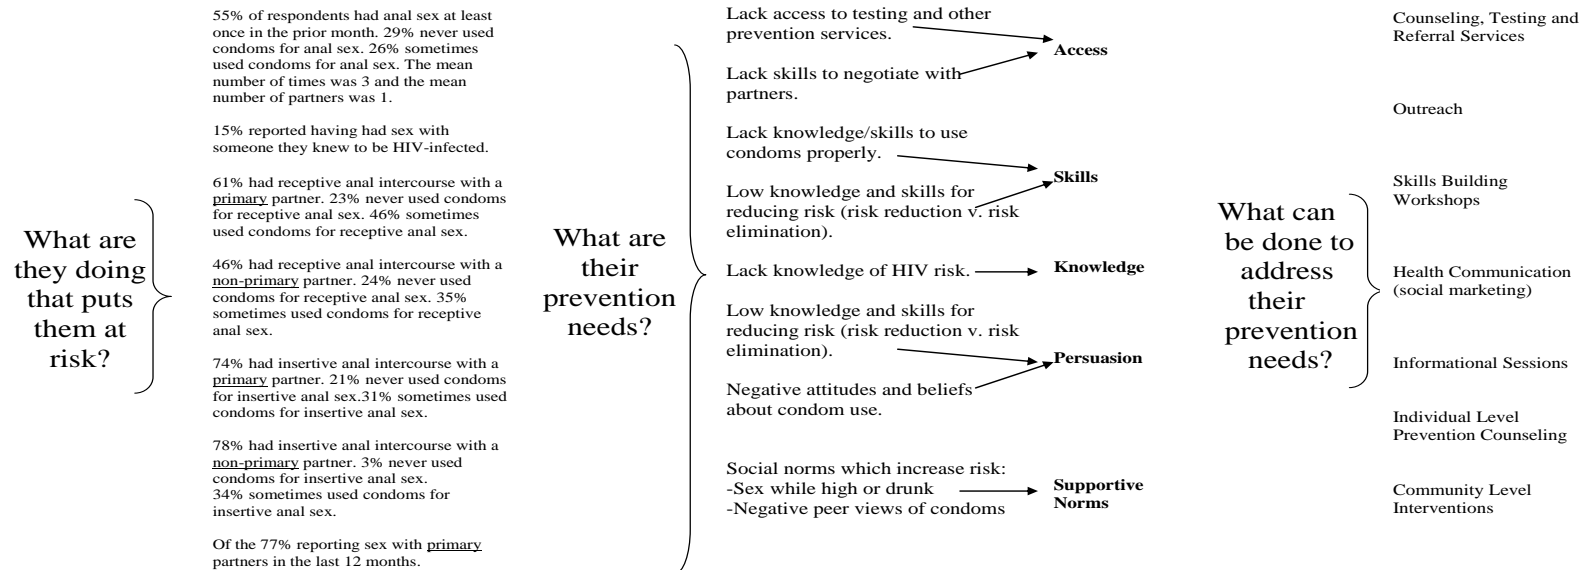 What are
they doing
that puts
them at
risk?
55% of respondents had anal sex at least
once in the prior month. 29% never used
condoms for anal sex. 26% sometimes
used condoms for anal sex. The mean
number of times was 3 and the mean
number of partners was 1.
15% reported having had sex with
someone they knew to be HIV-infected.
61% had receptive anal intercourse with a
primary partner. 23% never used condoms
for receptive anal sex. 46% sometimes
used condoms for receptive anal sex.
46% had receptive anal intercourse with a
non-primary partner. 24% never used
condoms for receptive anal sex. 35%
sometimes used condoms for receptive
anal sex.
74% had insertive anal intercourse with a
primary partner. 21% never used condoms
for insertive anal sex.31% sometimes used
condoms for insertive anal sex.
78% had insertive anal intercourse with a
non-primary partner. 3% never used
condoms for insertive anal sex.
34% sometimes used condoms for
insertive anal sex.
Of the 77% reporting sex with primary
partners in the last 12 months.
What are
their
prevention
needs?
Lack access to testing and other
prevention services.
Lack skills to negotiate with
partners.
Access
Lack knowledge/skills to use
condoms properly.
Low knowledge and skills for
reducing risk (risk reduction v. risk
elimination).
Skills
Lack knowledge of HIV risk.
Knowledge
Low knowledge and skills for
reducing risk (risk reduction v. risk
elimination).
Negative attitudes and beliefs
about condom use.
Persuasion
Social norms which increase risk:
-Sex while high or drunk
-Negative peer views of condoms
Supportive
Norms
What can
be done to
address
their
prevention
needs?
Counseling, Testing and
Referral Services
Outreach
Skills Building
Workshops
Health Communication
(social marketing)
Informational Sessions
Individual Level
Prevention Counseling
Community Level
Interventions